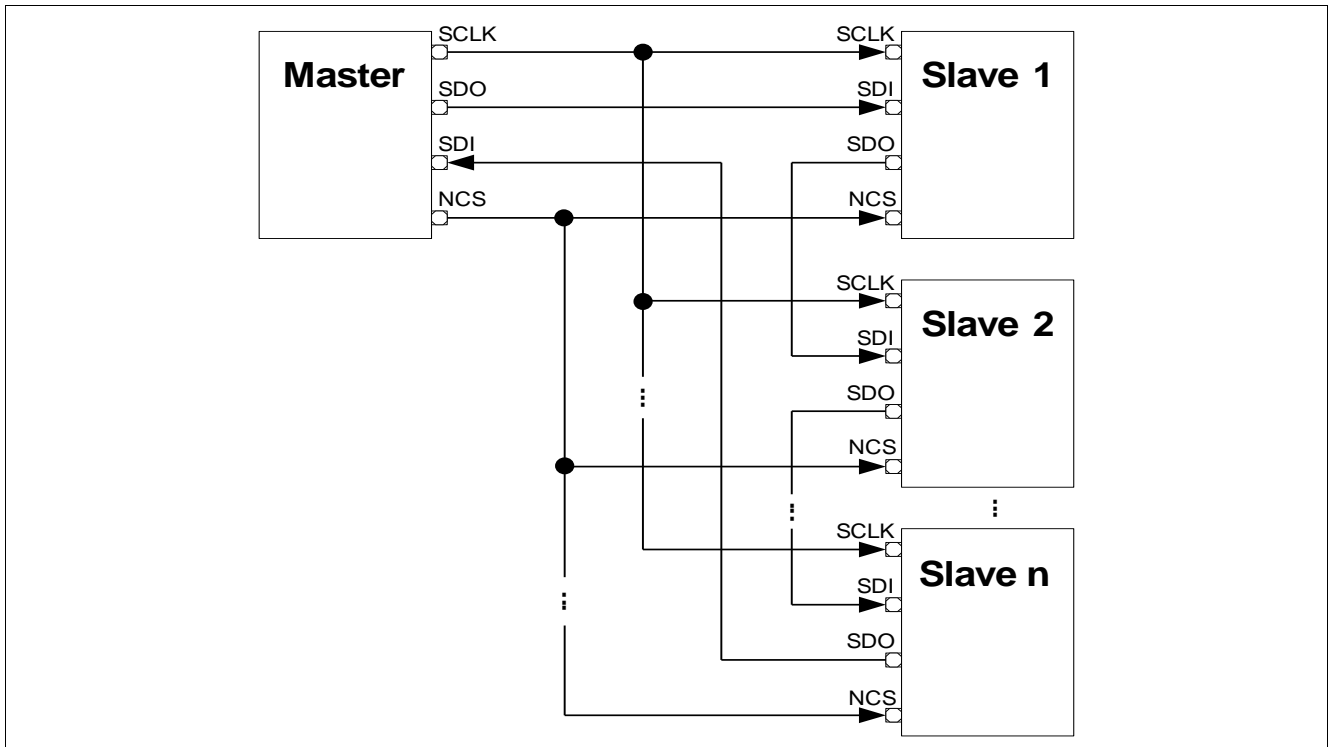 Master
SCLK
SDO
SDI
NCS
SCLK
SDI
SDO
NCS
Slave 1
SCLK
SDI
SDO
NCS
Slave 2
...
...
...
...
SCLK
SDI
SDO
NCS
Slave n